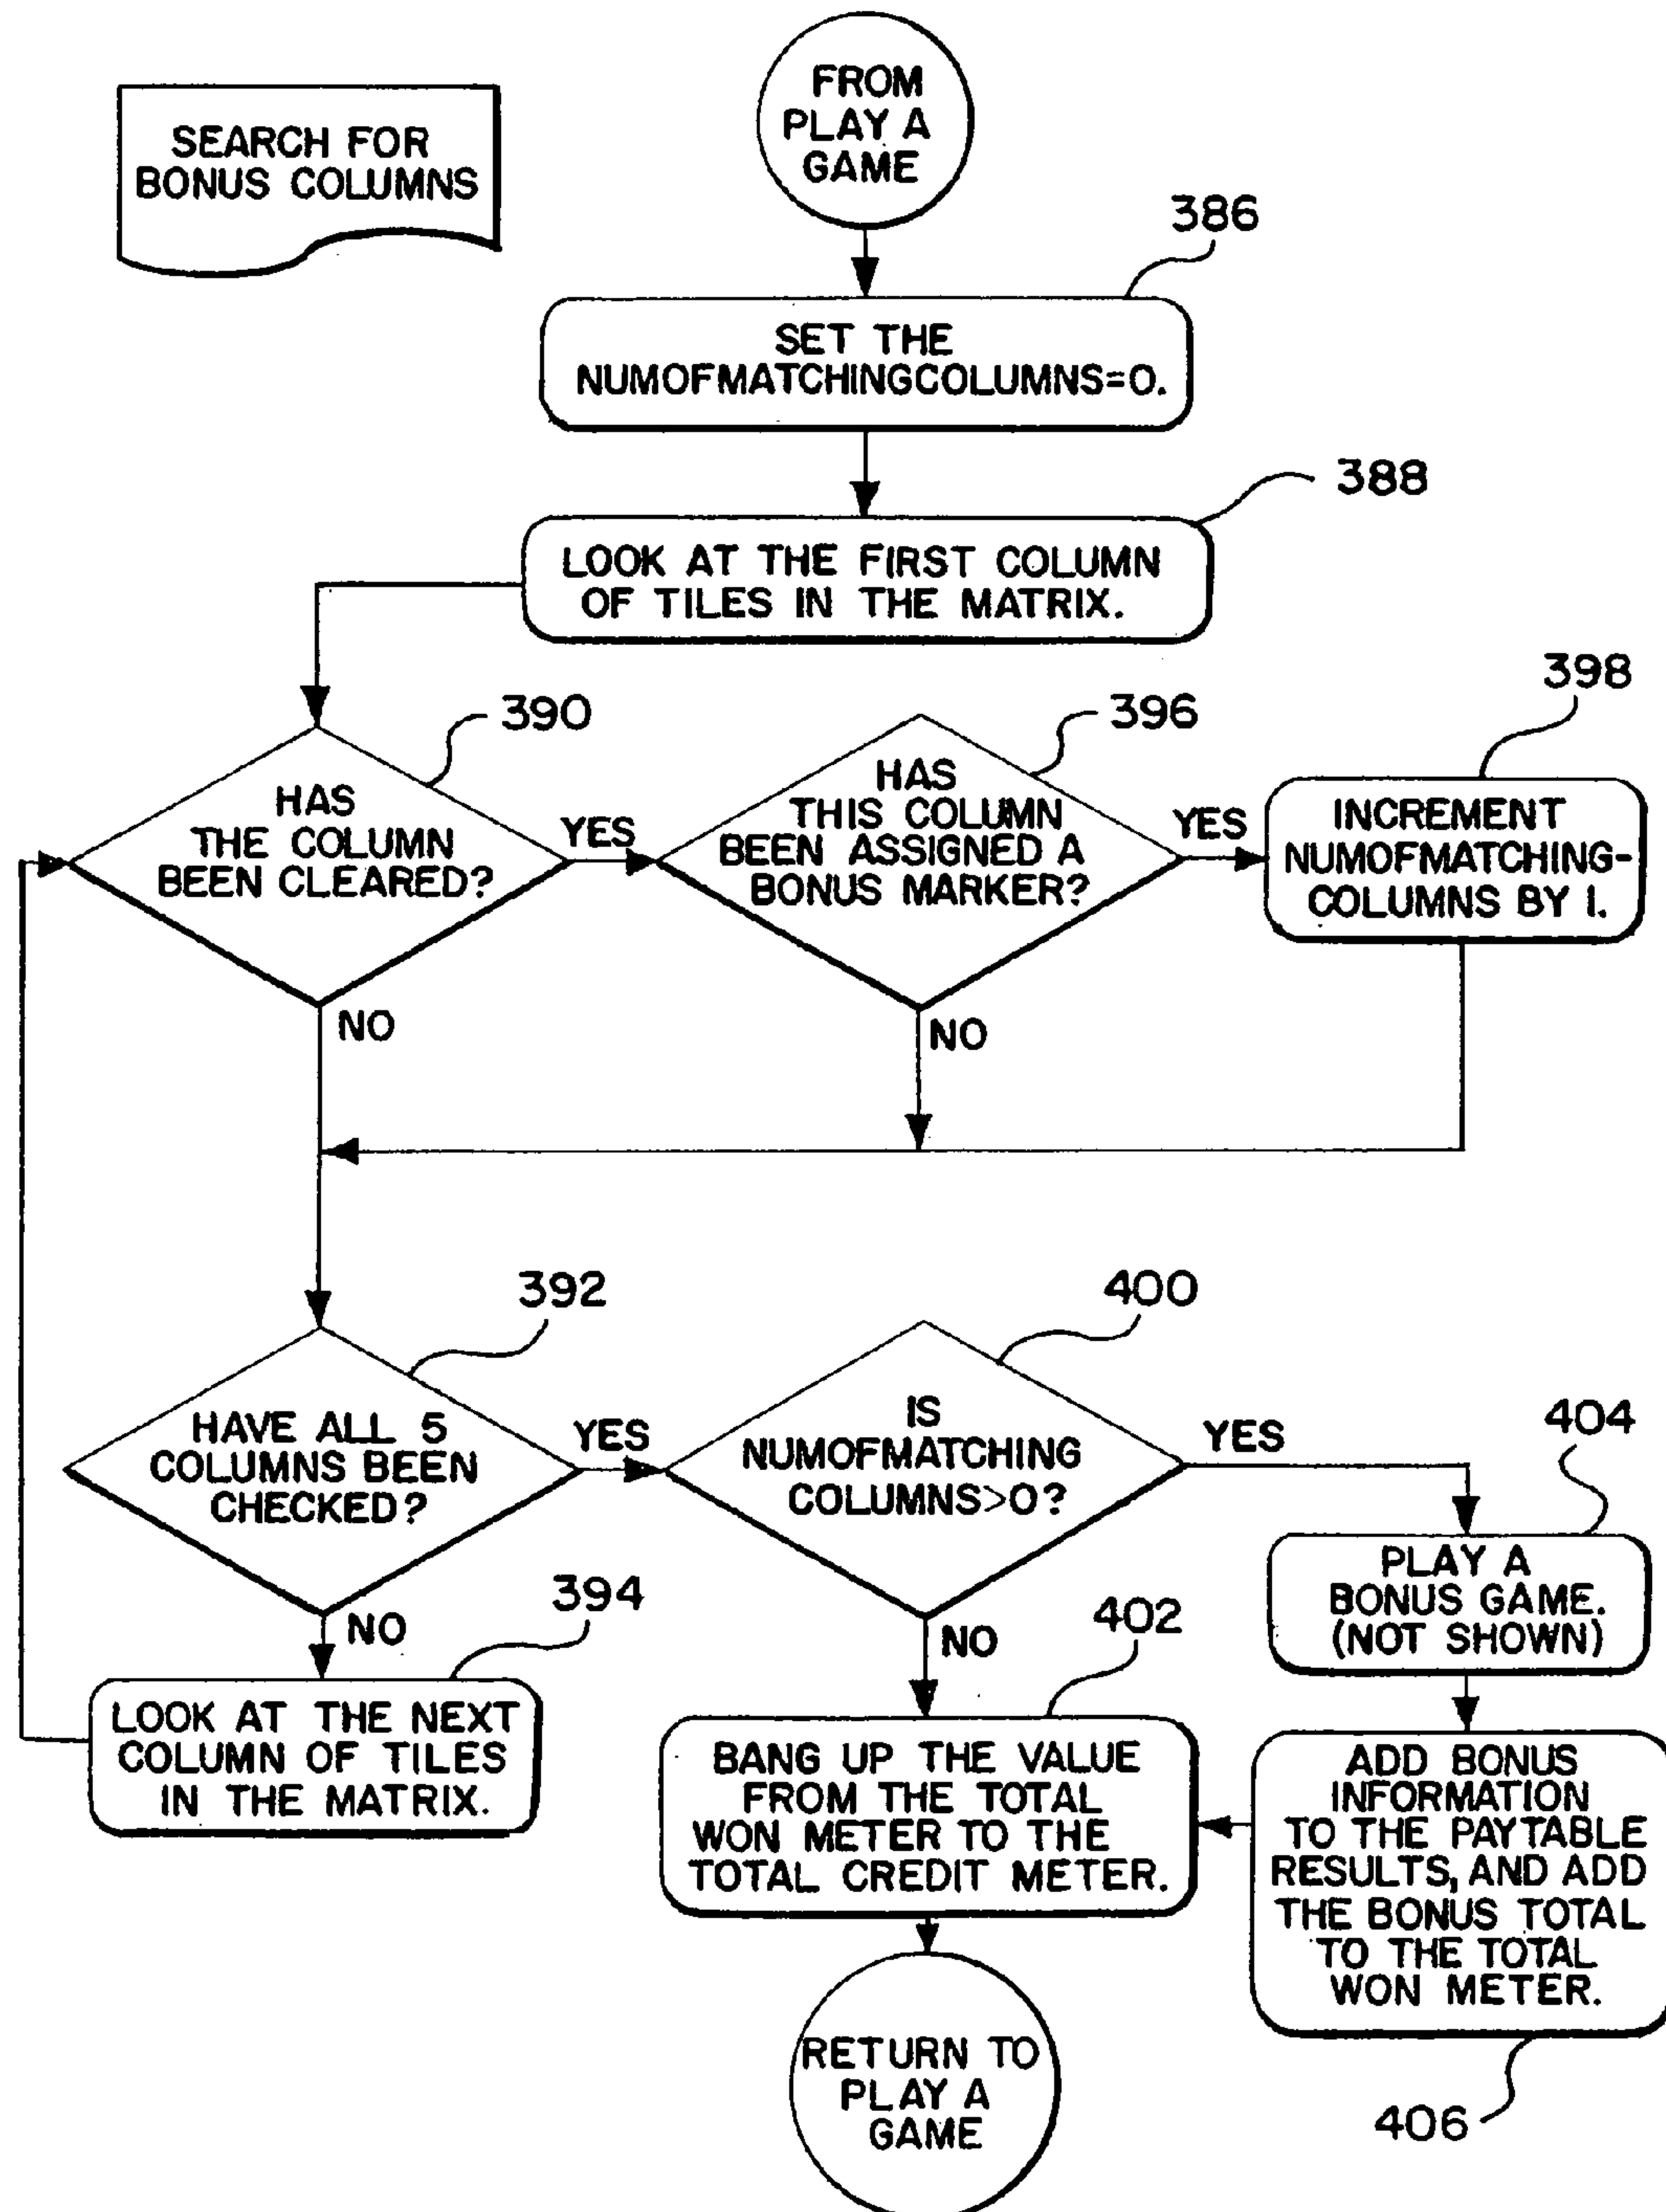 SEARCH FOR
BONUS COLUMNS
FROM
PLAY A
GAME
386
SET THE
NUMOFMATCHINGCOLUMNS=0.
388
LOOK AT THE FIRST COLUMN
OF TILES IN THE MATRIX.
390
HAS
THE COLUMN
BEEN CLEARED?
YES
NO
396
HAS
THIS COLUMN
BEEN ASSIGNED A
BONUS MARKER?
YES
NO
398
INCREMENT
NUMOFMATCHING-
COLUMNS BY 1.
392
HAVE ALL 5
COLUMNS BEEN
CHECKED?
YES
NO
394
LOOK AT THE NEXT
COLUMN OF TILES
IN THE MATRIX.
400
IS
NUMOFMATCHING
COLUMNS>0?
YES
NO
402
BANG UP THE VALUE
FROM THE TOTAL
WON METER TO THE
TOTAL CREDIT METER.
404
PLAY A
BONUS GAME.
(NOT SHOWN)
ADD BONUS
INFORMATION
TO THE PAYTABLE
RESULTS, AND ADD
THE BONUS TOTAL
TO THE TOTAL
WON METER.
406
RETURN TO
PLAY A
GAME